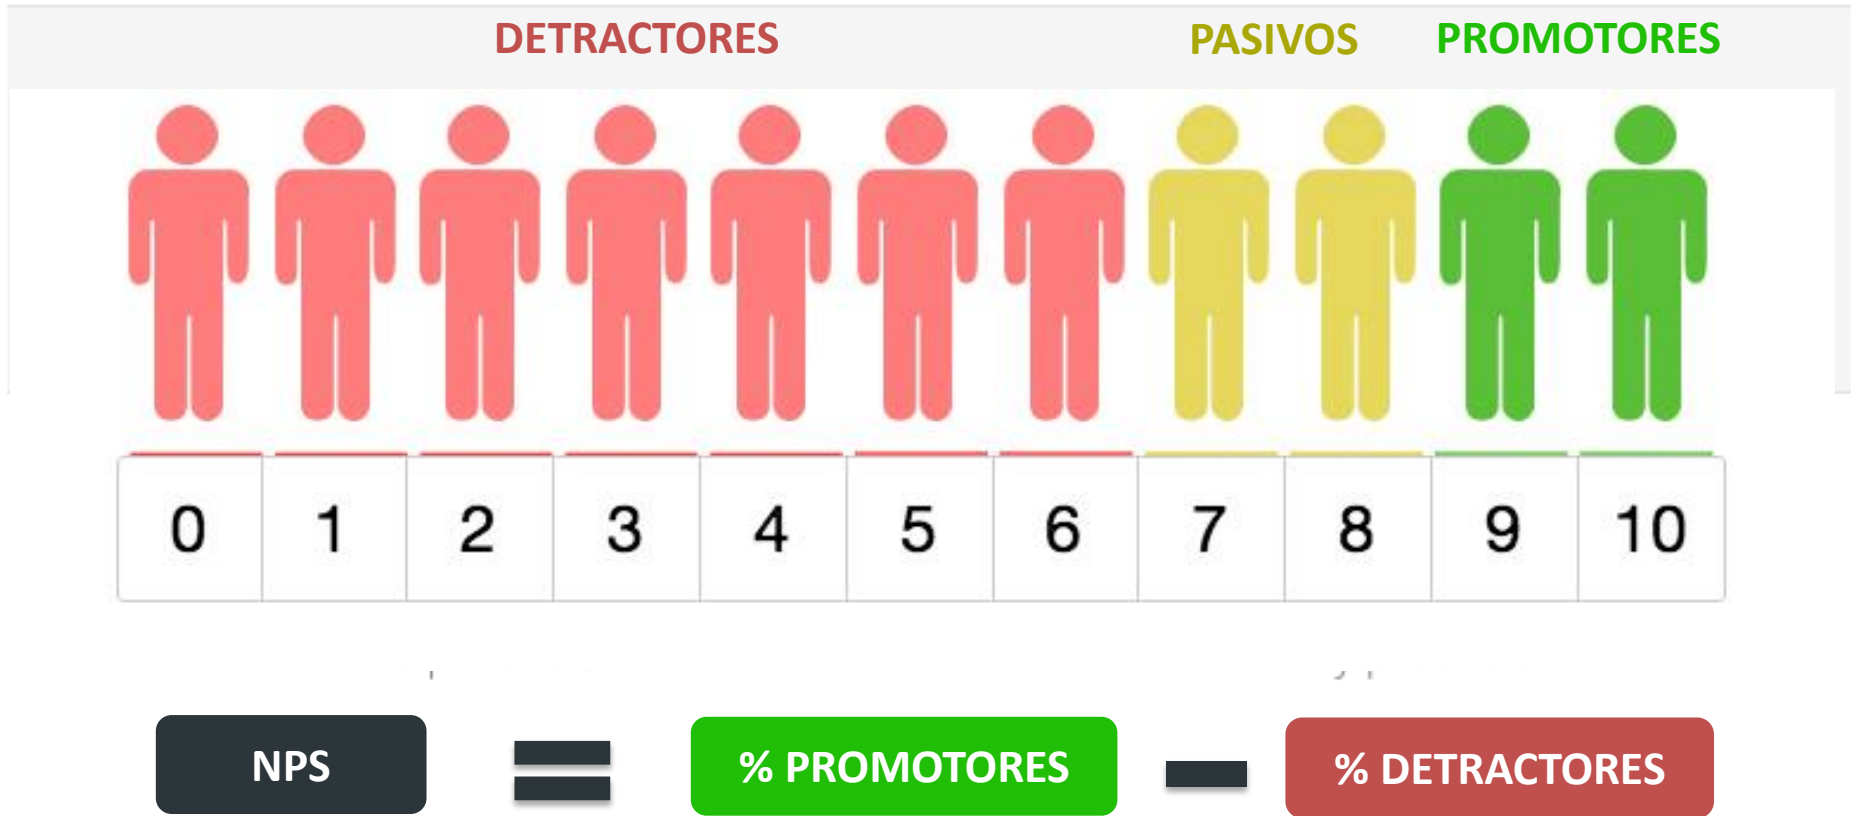 DETRACTORES PASIVOS PROMOTORES
0 1 2 3 4 5 6 7 8 9 10
NPS = % PROMOTORES - % DETRACTORES